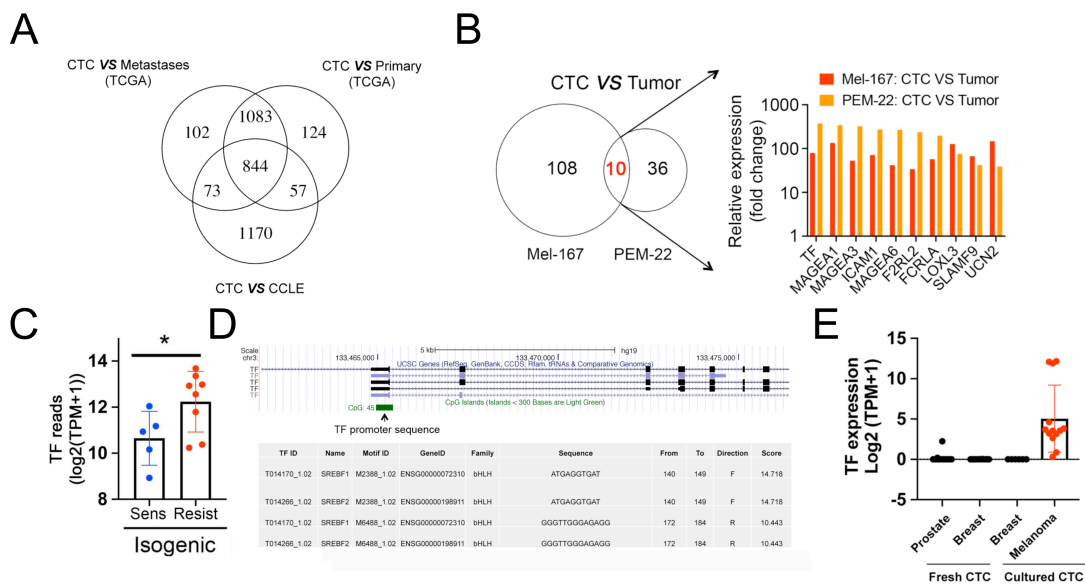 A
CTC VS Metastases
(TCGA)
CTC VS Primary
(TCGA)
102
1083
124
844
73
57
1170
CTC VS CCLE
B
CTC VS Tumor
108
10
36
Mel-167
PEM-22
Mel-167: CTC VS Tumor
PEM-22: CTC VS Tumor
Relative expression
(fold change)
1000
100
10
1
TF
MAGEA1
MAGEA3
ICAM1
MAGEA6
F2RL2
FCRLA
LOXL3
SLAMF9
UCN2
C
*
TF reads
(log2(TPM+1))
14
12
10
8
Sens Resist
Isogenic
D
Scale
chr3:
5 kb
hg19
133,465,000
133,470,000
133,475,000
UCSC Genes (RefSeq, GenBank, CCDS, Rfam, tRNAs & Comparative Genomics)
TF
TF
TF
TF
TF
CpG Islands (Islands < 300 Bases are Light Green)
CpG: 45
TF promoter sequence
TF ID Name Motif ID GeneID Family Sequence From To Direction Score
T014170_1.02 SREBF1 M2388_1.02 ENSG00000072310 bHLH ATGAGGTGAT 140 149 F 14.718
T014266_1.02 SREBF2 M2388_1.02 ENSG00000198911 bHLH ATGAGGTGAT 140 149 F 14.718
T014170_1.02 SREBF1 M6488_1.02 ENSG00000072310 bHLH GGGTTGGGAGAGG 172 184 R 10.443
T014266_1.02 SREBF2 M6488_1.02 ENSG00000198911 bHLH GGGTTGGGAGAGG 172 184 R 10.443
E
TF expression
Log2 (TPM+1)
15
10
5
0
-5
Prostate
Breast
Breast
Melanoma
Fresh CTC
Cultured CTC